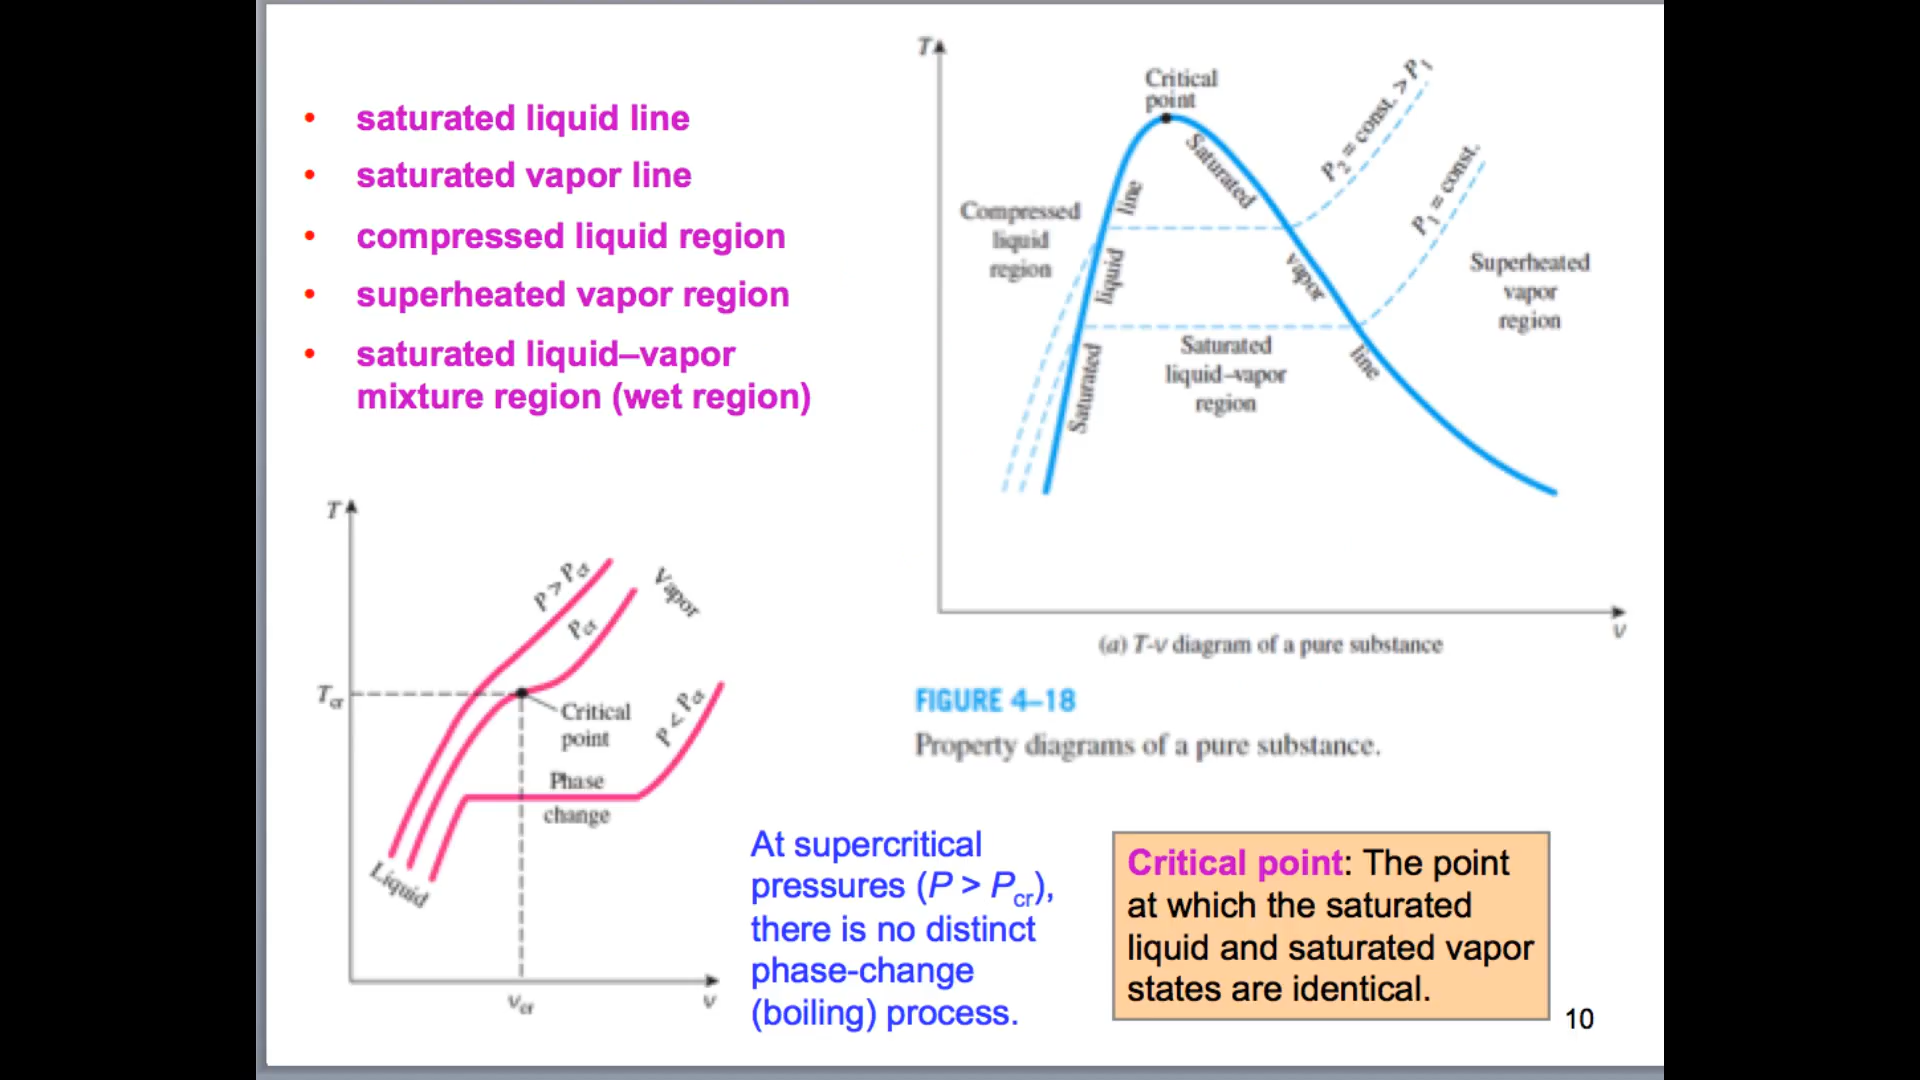 • saturated liquid line
• saturated vapor line
• compressed liquid region
• superheated vapor region
• saturated liquid–vapor
mixture region (wet region)
T
Critical
point
P₂ = const. > P₁
P₁ = const.
Compressed
liquid
region
Saturated liquid line
Saturated vapor line
Superheated
vapor
region
Saturated
liquid–vapor
region
v
(a) T-v diagram of a pure substance
FIGURE 4–18
Property diagrams of a pure substance.
T
P > Pcr
Pcr
Vapor
Tcr
Critical
point
P < Pcr
Phase
change
Liquid
vcr
v
At supercritical
pressures (P > Pcr),
there is no distinct
phase-change
(boiling) process.
Critical point: The point
at which the saturated
liquid and saturated vapor
states are identical.
10